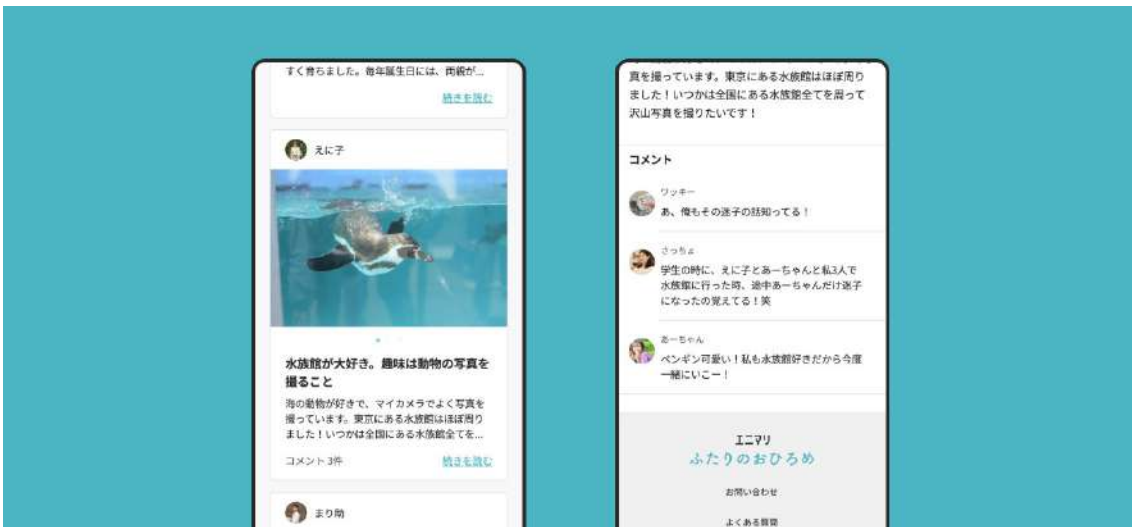 すく育ちました。毎年誕生日には、両親が...
続きを読む
えに子
水族館が大好き。趣味は動物の写真を
撮ること
海の動物が好きで、マイカメラでよく写真を
撮っています。東京にある水族館はほぼ周り
ました！いつかは全国にある水族館全てを...
コメント 3件
続きを読む
まり助
真を撮っています。東京にある水族館はほぼ周り
ました！いつかは全国にある水族館全てを周って
沢山写真を撮りたいです！
コメント
ワッキー
あ、俺もその迷子の話知ってる！
さっちょ
学生の時に、えに子とあーちゃんと私3人で
水族館に行った時、途中あーちゃんだけ迷子
になったの覚えてる！笑
あーちゃん
ペンギン可愛い！私も水族館好きだから今度
一緒にいこー！
エニマリ
ふたりのおひろめ
お問い合わせ
よくある質問